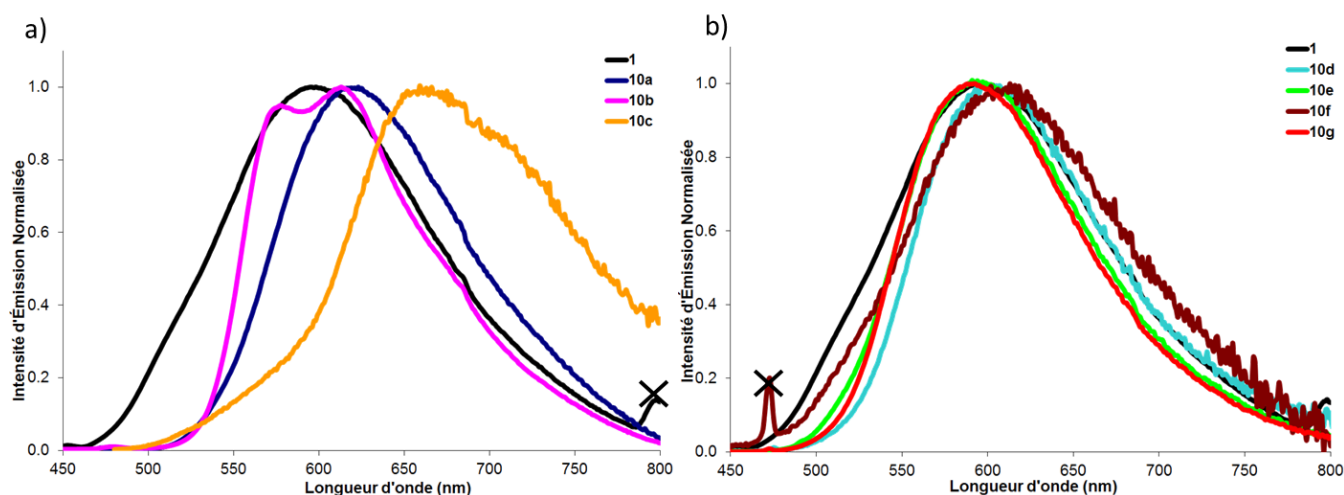 a)
1
10a
10b
10c
Intensité d'Émission Normalisée
1.0
0.8
0.6
0.4
0.2
0.0
450 500 550 600 650 700 750 800
Longueur d'onde (nm)
b)
1
10d
10e
10f
10g
Intensité d'Émission Normalisée
1.0
0.8
0.6
0.4
0.2
0.0
450 500 550 600 650 700 750 800
Longueur d'onde (nm)